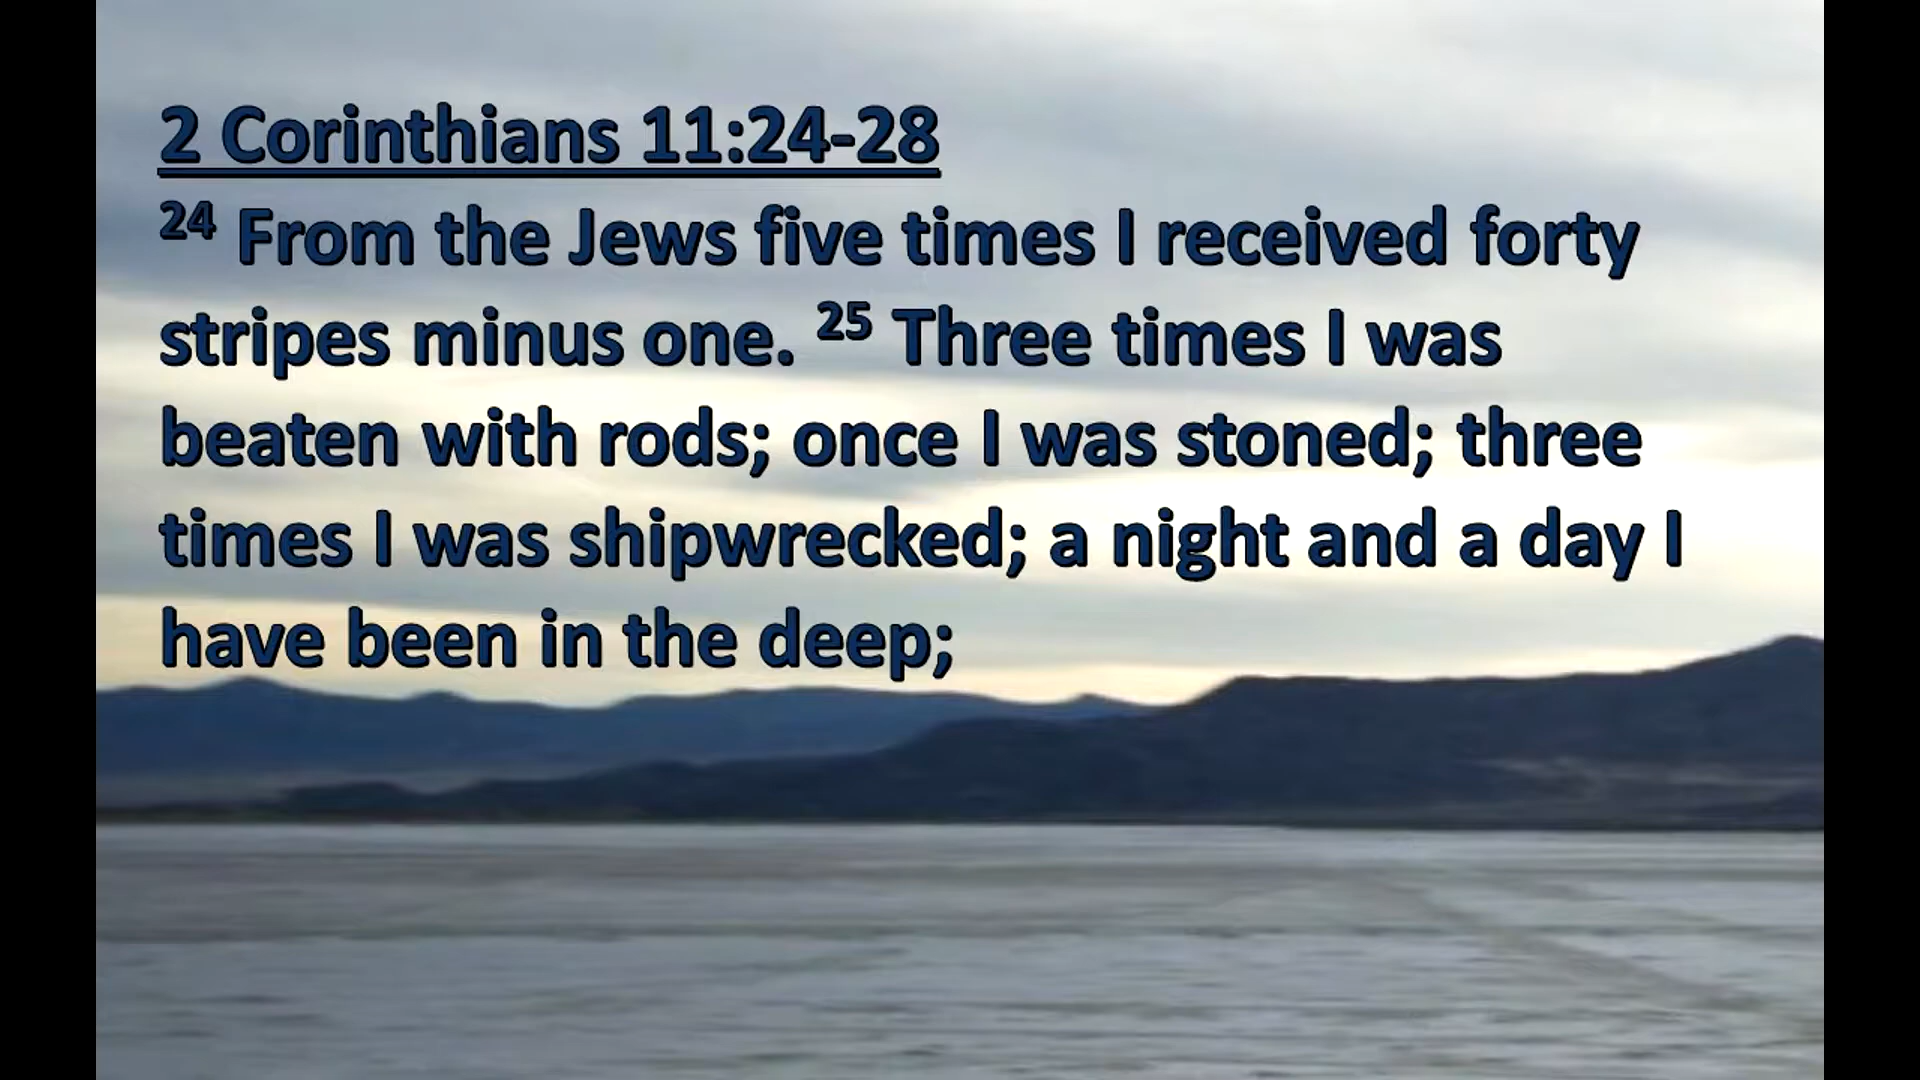 2 Corinthians 11:24-28
24 From the Jews five times I received forty
stripes minus one. 25 Three times I was
beaten with rods; once I was stoned; three
times I was shipwrecked; a night and a day I
have been in the deep;